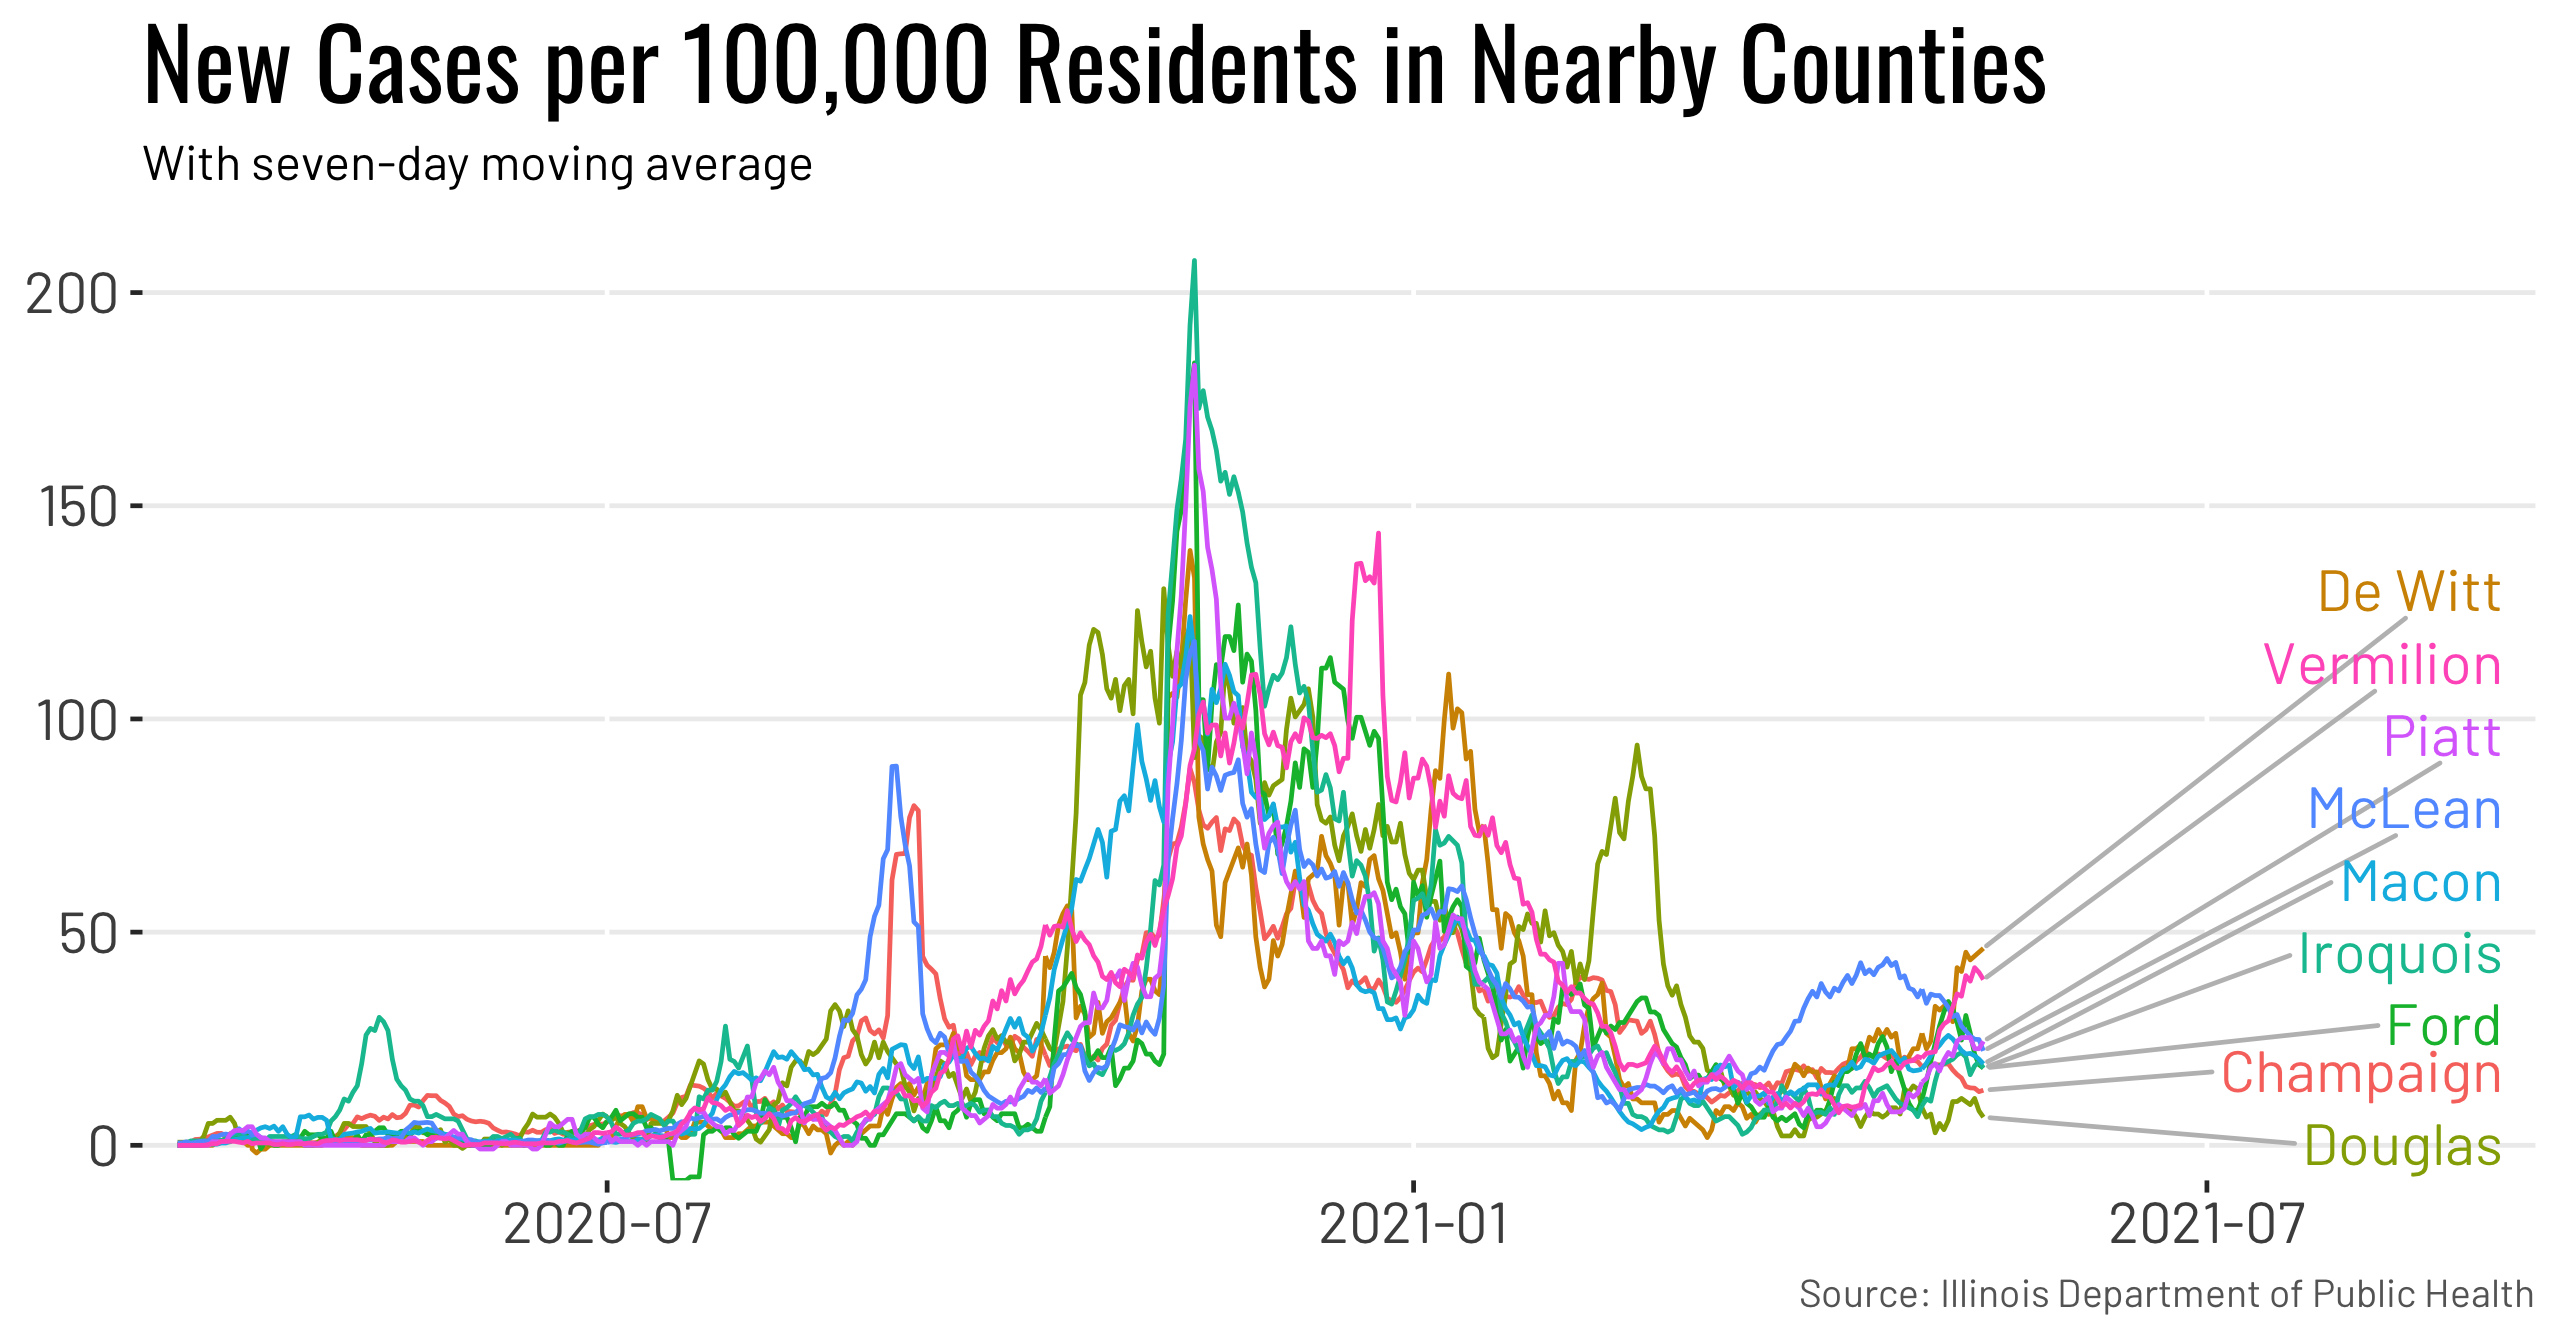 New Cases per 100,000 Residents in Nearby Counties
With seven-day moving average
200
150
100
50
0
De Witt
Vermilion
Piatt
McLean
Macon
Iroquois
Ford
Champaign
Douglas
2020-07 2021-01 2021-07
Source: Illinois Department of Public Health